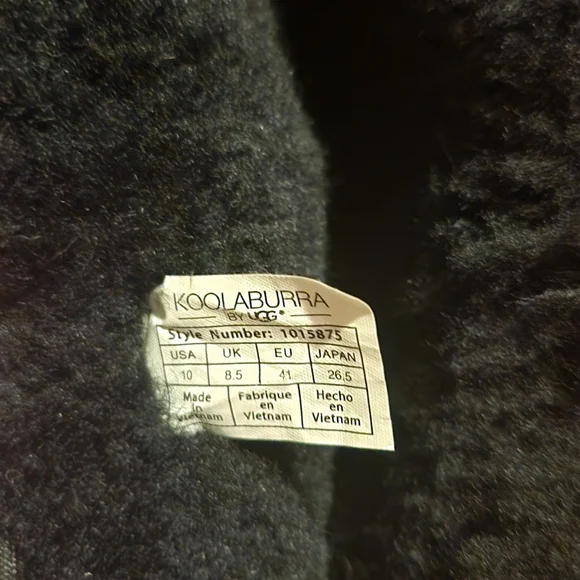 KOOLABURRA
BY UGG®
Style Number: 1015875
USA UK EU JAPAN
10 8.5 41 26.5
Made in Vietnam
Fabrique en Vietnam
Hecho en Vietnam